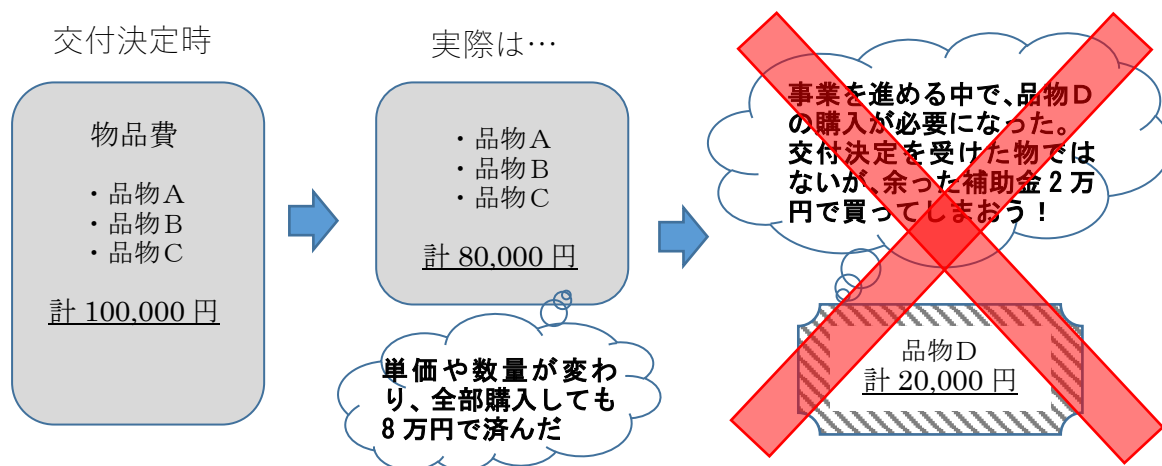 交付決定時
物品費
・品物Ａ
・品物Ｂ
・品物Ｃ
計 100,000 円
実際は…
・品物Ａ
・品物Ｂ
・品物Ｃ
計 80,000 円
単価や数量が変わ
り、全部購入しても
８万円で済んだ
事業を進める中で、品物Ｄ
の購入が必要になった。
交付決定を受けた物では
ないが、余った補助金２万
円で買ってしまおう！
品物Ｄ
計 20,000 円